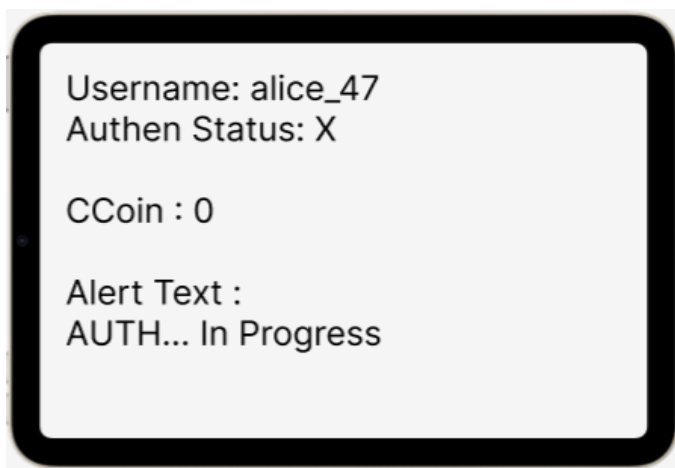 Username: alice_47
Authen Status: X
CCoin : 0
Alert Text :
AUTH... In Progress